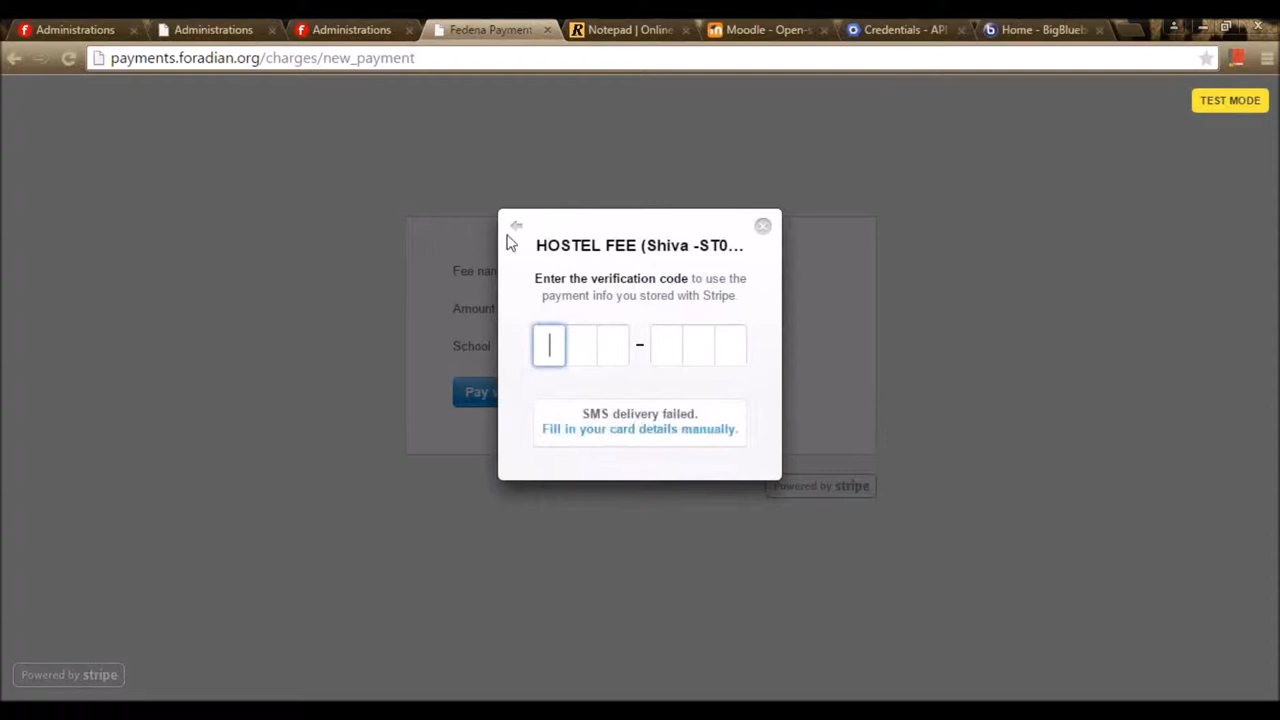 Administrations
Administrations
Administrations
Fedena Payment
Notepad | Online
Moodle - Open-s
Credentials - API
Home - BigBlueb
payments.foradian.org/charges/new_payment
TEST MODE
HOSTEL FEE (Shiva -ST0...
Enter the verification code to use the
payment info you stored with Stripe.
Fee nam
Amount
School
–
Pay
SMS delivery failed.
Fill in your card details manually.
Powered by stripe
Powered by stripe